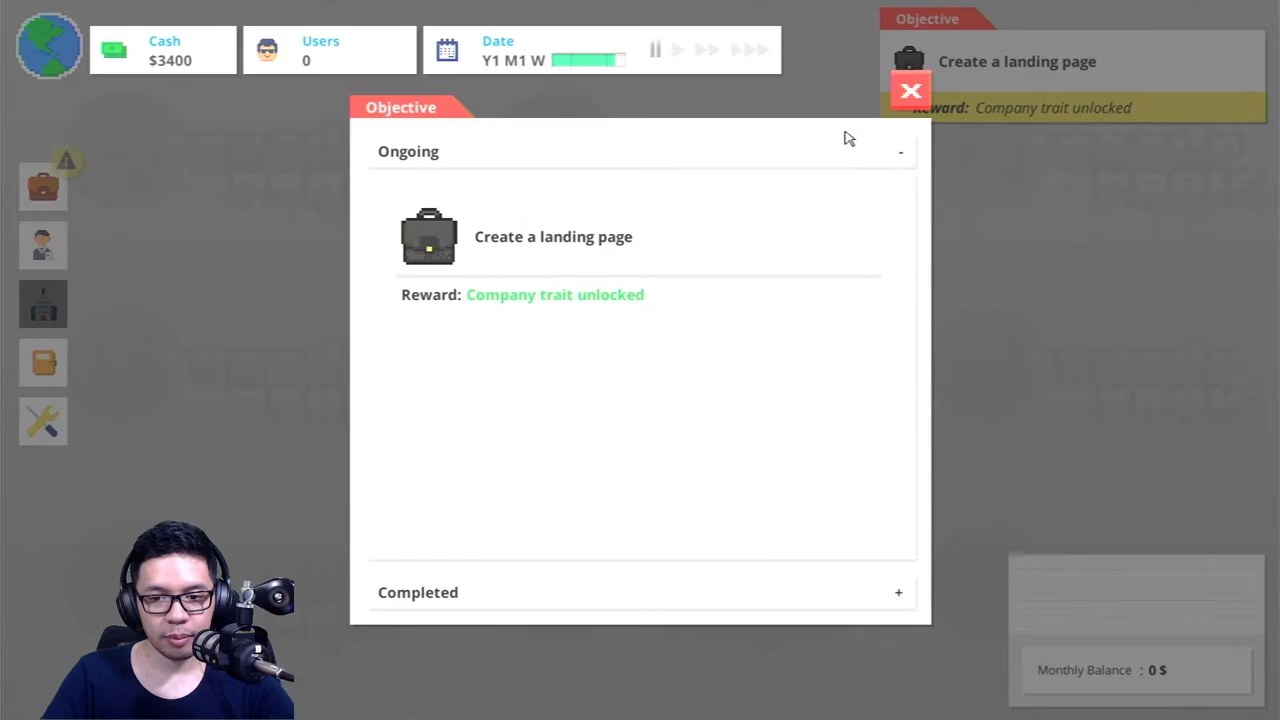 Cash
$3400
Users
0
Date
Y1 M1 W
Objective
Create a landing page
Reward: Company trait unlocked
Objective
Ongoing
-
Create a landing page
Reward: Company trait unlocked
Completed
+
Monthly Balance : 0 $